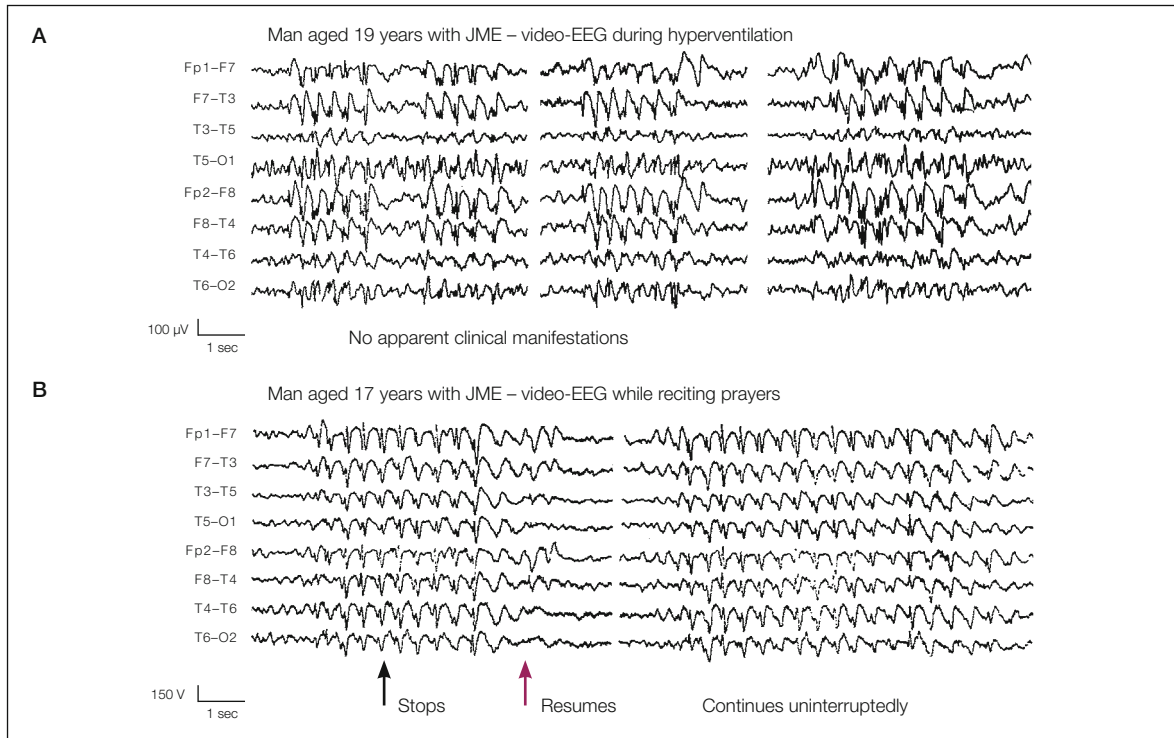 A
Man aged 19 years with JME – video-EEG during hyperventilation
Fp1–F7
F7–T3
T3–T5
T5–O1
Fp2–F8
F8–T4
T4–T6
T6–O2
100 µV
1 sec
No apparent clinical manifestations
B
Man aged 17 years with JME – video-EEG while reciting prayers
Fp1–F7
F7–T3
T3–T5
T5–O1
Fp2–F8
F8–T4
T4–T6
T6–O2
150 V
1 sec
Stops
Resumes
Continues uninterruptedly